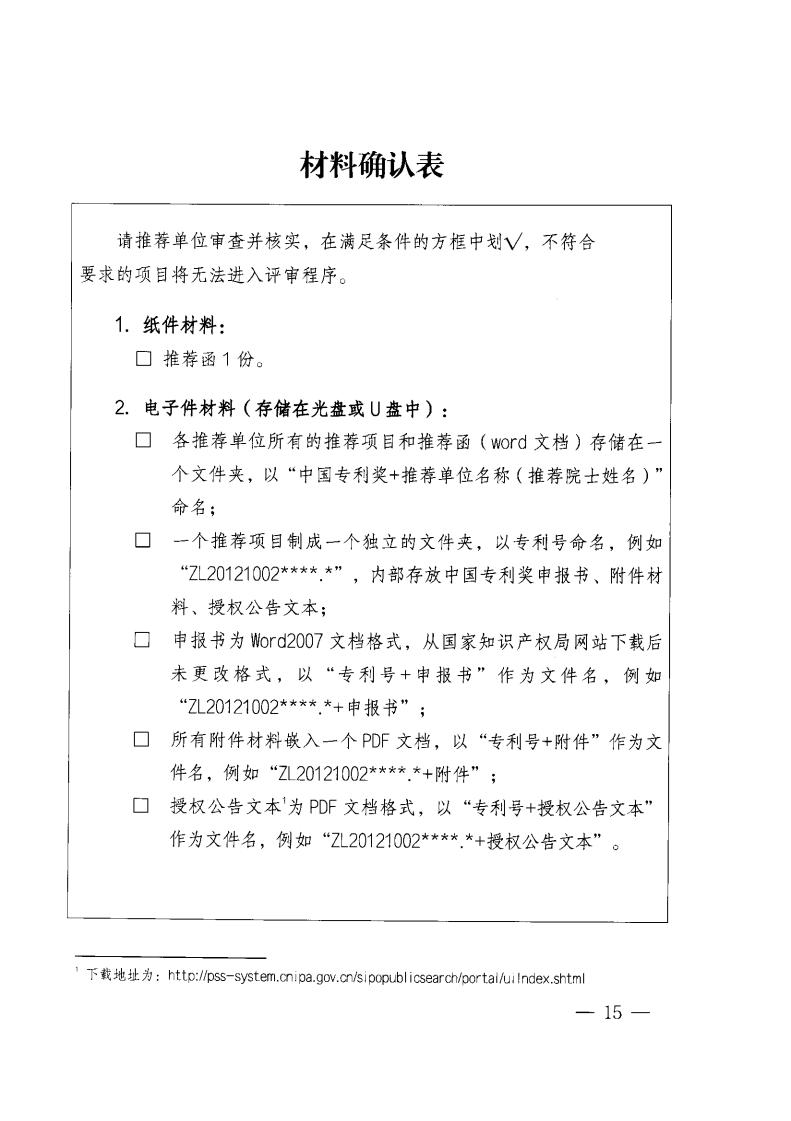 材料确认表
请推荐单位审查并核实，在满足条件的方框中划√，不符合
要求的项目将无法进入评审程序。
1. 纸件材料：
□ 推荐函1份。
2. 电子件材料（存储在光盘或U盘中）：
□ 各推荐单位所有的推荐项目和推荐函（word 文档）存储在一
个文件夹，以“中国专利奖+推荐单位名称（推荐院士姓名）”
命名；
□ 一个推荐项目制成一个独立的文件夹，以专利号命名，例如
“ZL20121002****.*”，内部存放中国专利奖申报书、附件材
料、授权公告文本；
□ 申报书为 Word2007 文档格式，从国家知识产权局网站下载后
未更改格式，以“专利号+申报书”作为文件名，例如
“ZL20121002****.*+申报书”；
□ 所有附件材料嵌入一个 PDF 文档，以“专利号+附件”作为文
件名，例如“ZL20121002****.*+附件”；
□ 授权公告文本¹为 PDF 文档格式，以“专利号+授权公告文本”
作为文件名，例如“ZL20121002****.*+授权公告文本”。
¹ 下载地址为：http://pss-system.cnipa.gov.cn/sipopublicsearch/portal/uiIndex.shtml
— 15 —